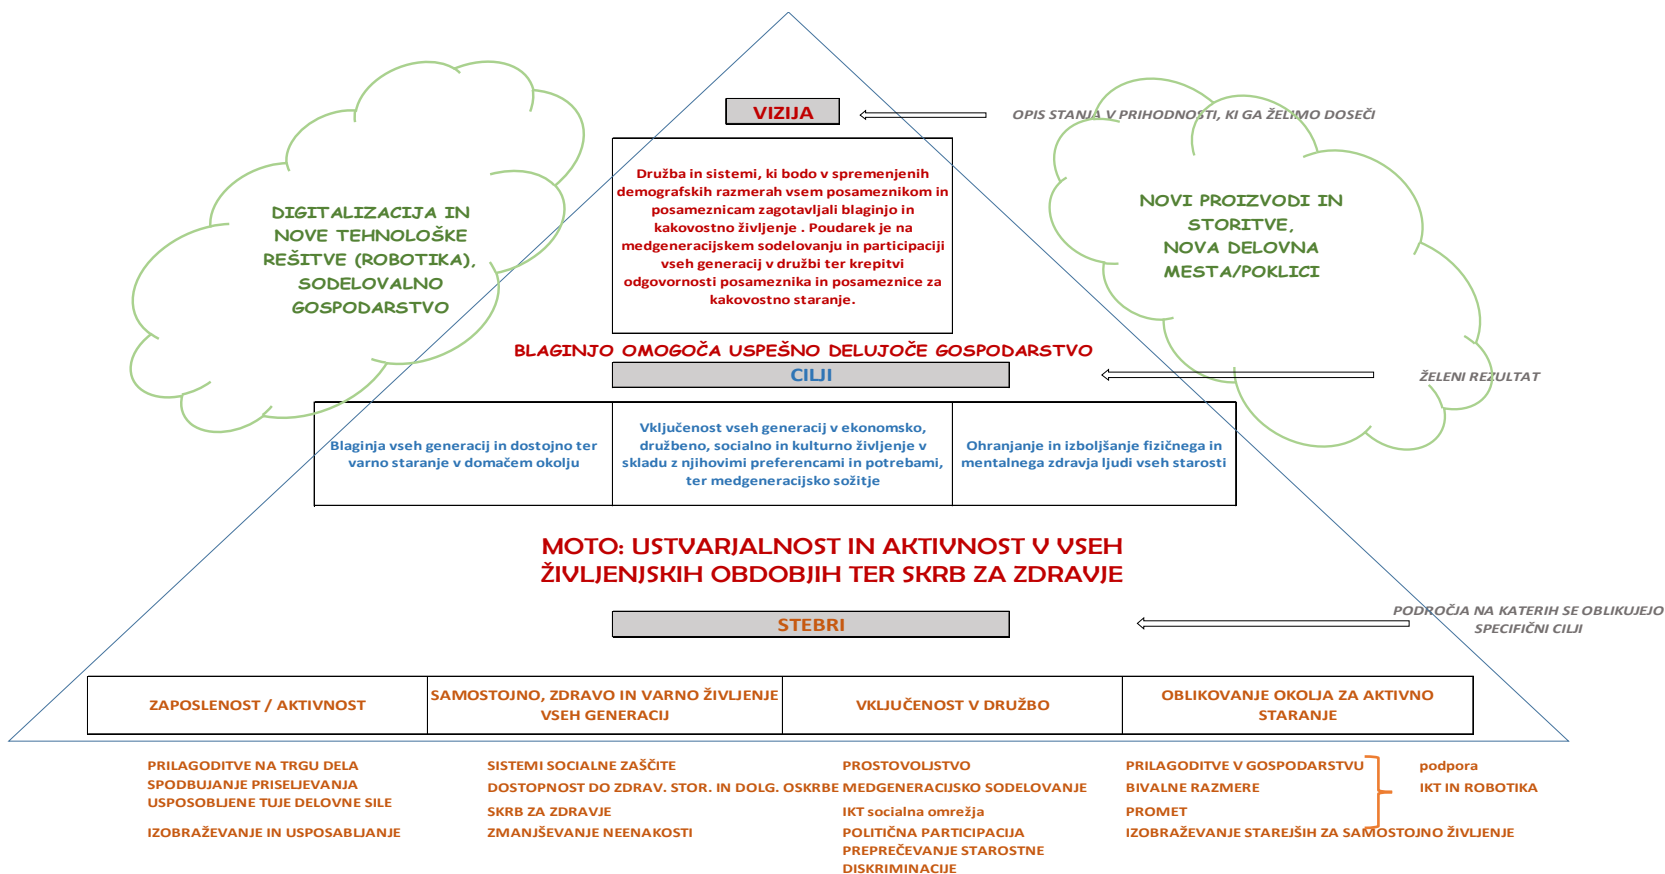 VIZIJA
OPIS STANJA V PRIHODNOSTI, KI GA ŽELIMO DOSEČI
Družba in sistemi, ki bodo v spremenjenih
demografskih razmerah vsem posameznikom in
posameznicam zagotavljali blaginjo in
kakovostno življenje . Poudarek je na
medgeneracijskem sodelovanju in participaciji
vseh generacij v družbi ter krepitvi
odgovornosti posameznika in posameznice za
kakovostno staranje.
DIGITALIZACIJA IN
NOVE TEHNOLOŠKE
REŠITVE (ROBOTIKA),
SODELOVALNO
GOSPODARSTVO
NOVI PROIZVODI IN
STORITVE,
NOVA DELOVNA
MESTA/POKLICI
BLAGINJO OMOGOČA USPEŠNO DELUJOČE GOSPODARSTVO
CILJI
ŽELENI REZULTAT
Blaginja vseh generacij in dostojno ter
varno staranje v domačem okolju
Vključenost vseh generacij v ekonomsko,
družbeno, socialno in kulturno življenje v
skladu z njihovimi preferencami in potrebami,
ter medgeneracijsko sožitje
Ohranjanje in izboljšanje fizičnega in
mentalnega zdravja ljudi vseh starosti
MOTO: USTVARJALNOST IN AKTIVNOST V VSEH
ŽIVLJENJSKIH OBDOBJIH TER SKRB ZA ZDRAVJE
STEBRI
PODROČJA NA KATERIH SE OBLIKUJEJO
SPECIFIČNI CILJI
ZAPOSLENOST / AKTIVNOST
SAMOSTOJNO, ZDRAVO IN VARNO ŽIVLJENJE
VSEH GENERACIJ
VKLJUČENOST V DRUŽBO
OBLIKOVANJE OKOLJA ZA AKTIVNO
STARANJE
PRILAGODITVE NA TRGU DELA
SPODBUJANJE PRISELJEVANJA
USPOSOBLJENE TUJE DELOVNE SILE
IZOBRAŽEVANJE IN USPOSABLJANJE
SISTEMI SOCIALNE ZAŠČITE
DOSTOPNOST DO ZDRAV. STOR. IN DOLG. OSKRBE
SKRB ZA ZDRAVJE
ZMANJŠEVANJE NEENAKOSTI
PROSTOVOLJSTVO
MEDGENERACIJSKO SODELOVANJE
IKT socialna omrežja
POLITIČNA PARTICIPACIJA
PREPREČEVANJE STAROSTNE
DISKRIMINACIJE
PRILAGODITVE V GOSPODARSTVU
BIVALNE RAZMERE
PROMET
IZOBRAŽEVANJE STAREJŠIH ZA SAMOSTOJNO ŽIVLJENJE
podpora
IKT IN ROBOTIKA